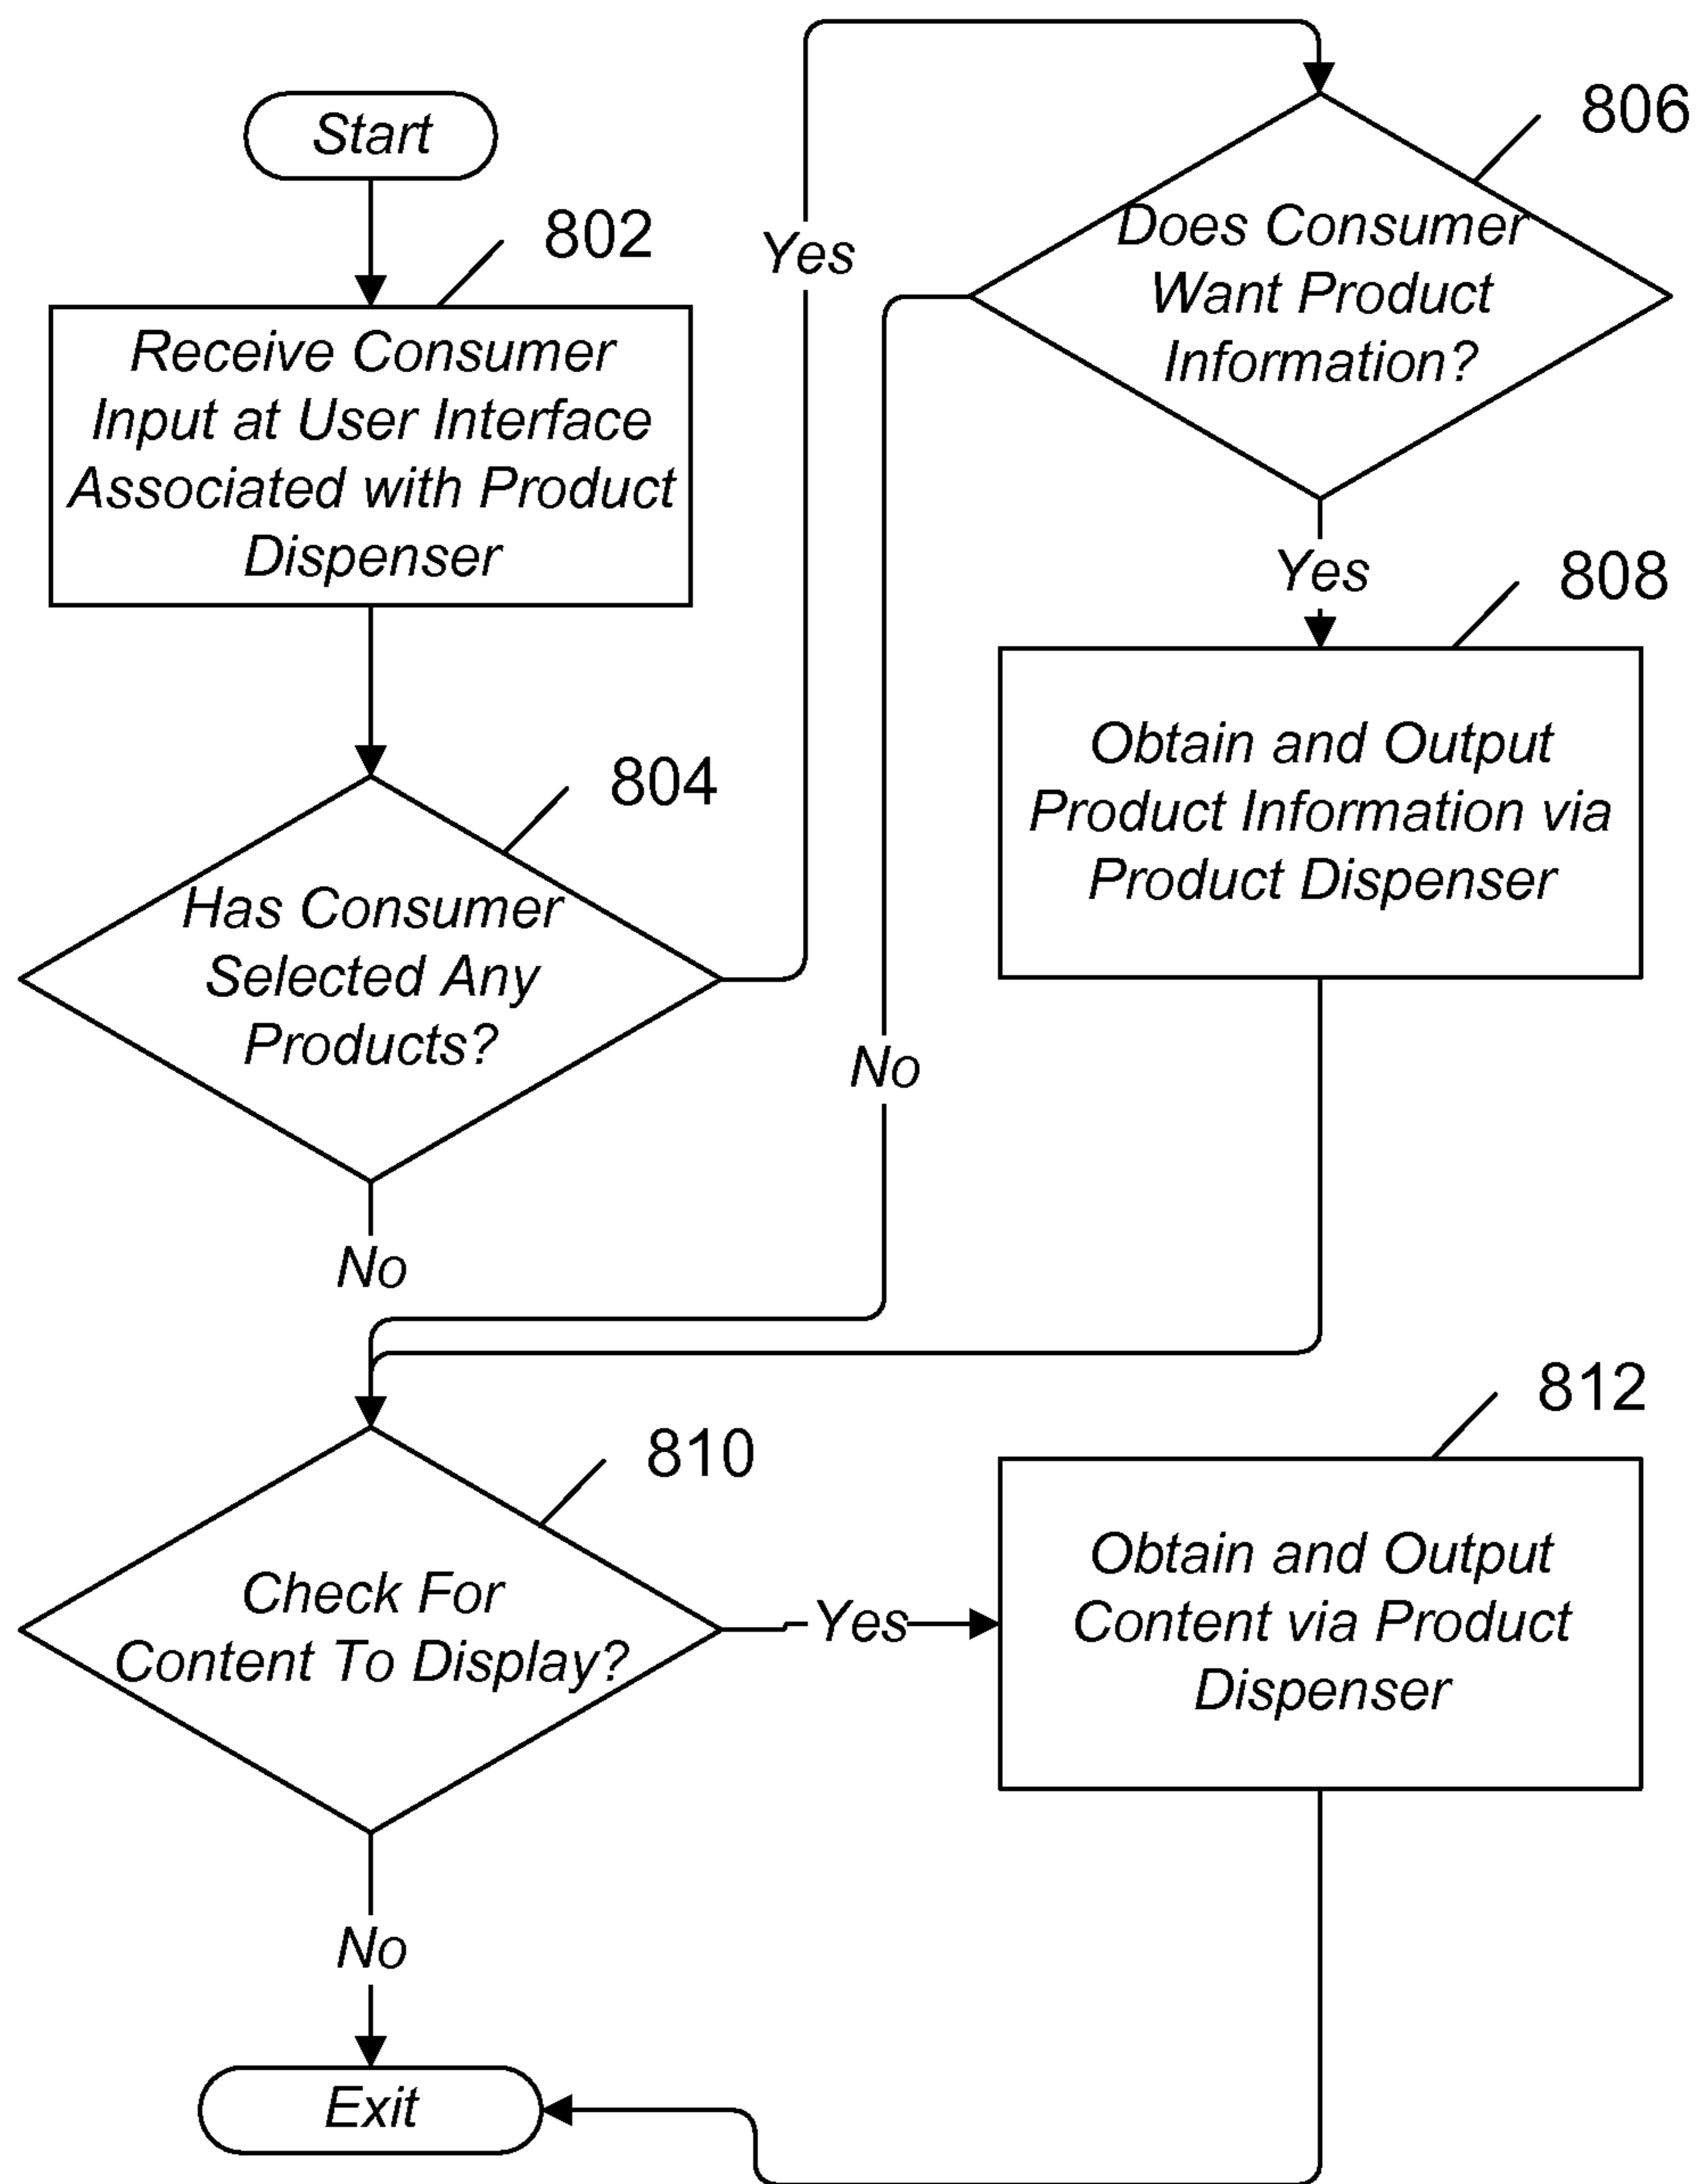 Start
802
Receive Consumer
Input at User Interface
Associated with Product
Dispenser
804
Has Consumer
Selected Any
Products?
Yes
No
806
Does Consumer
Want Product
Information?
Yes
No
808
Obtain and Output
Product Information via
Product Dispenser
810
Check For
Content To Display?
Yes
No
812
Obtain and Output
Content via Product
Dispenser
Exit